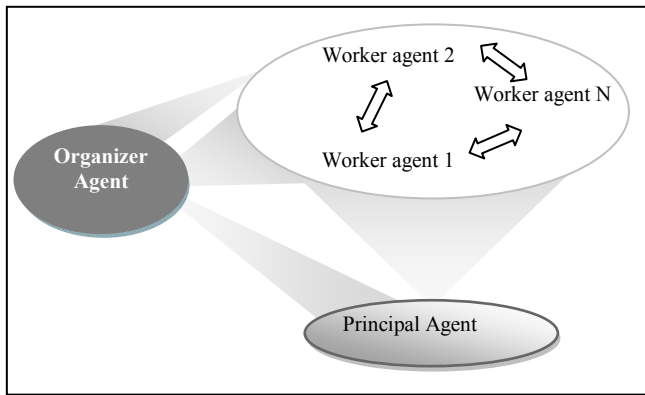 Worker agent 2
Worker agent N
Worker agent 1
Organizer
Agent
Principal Agent